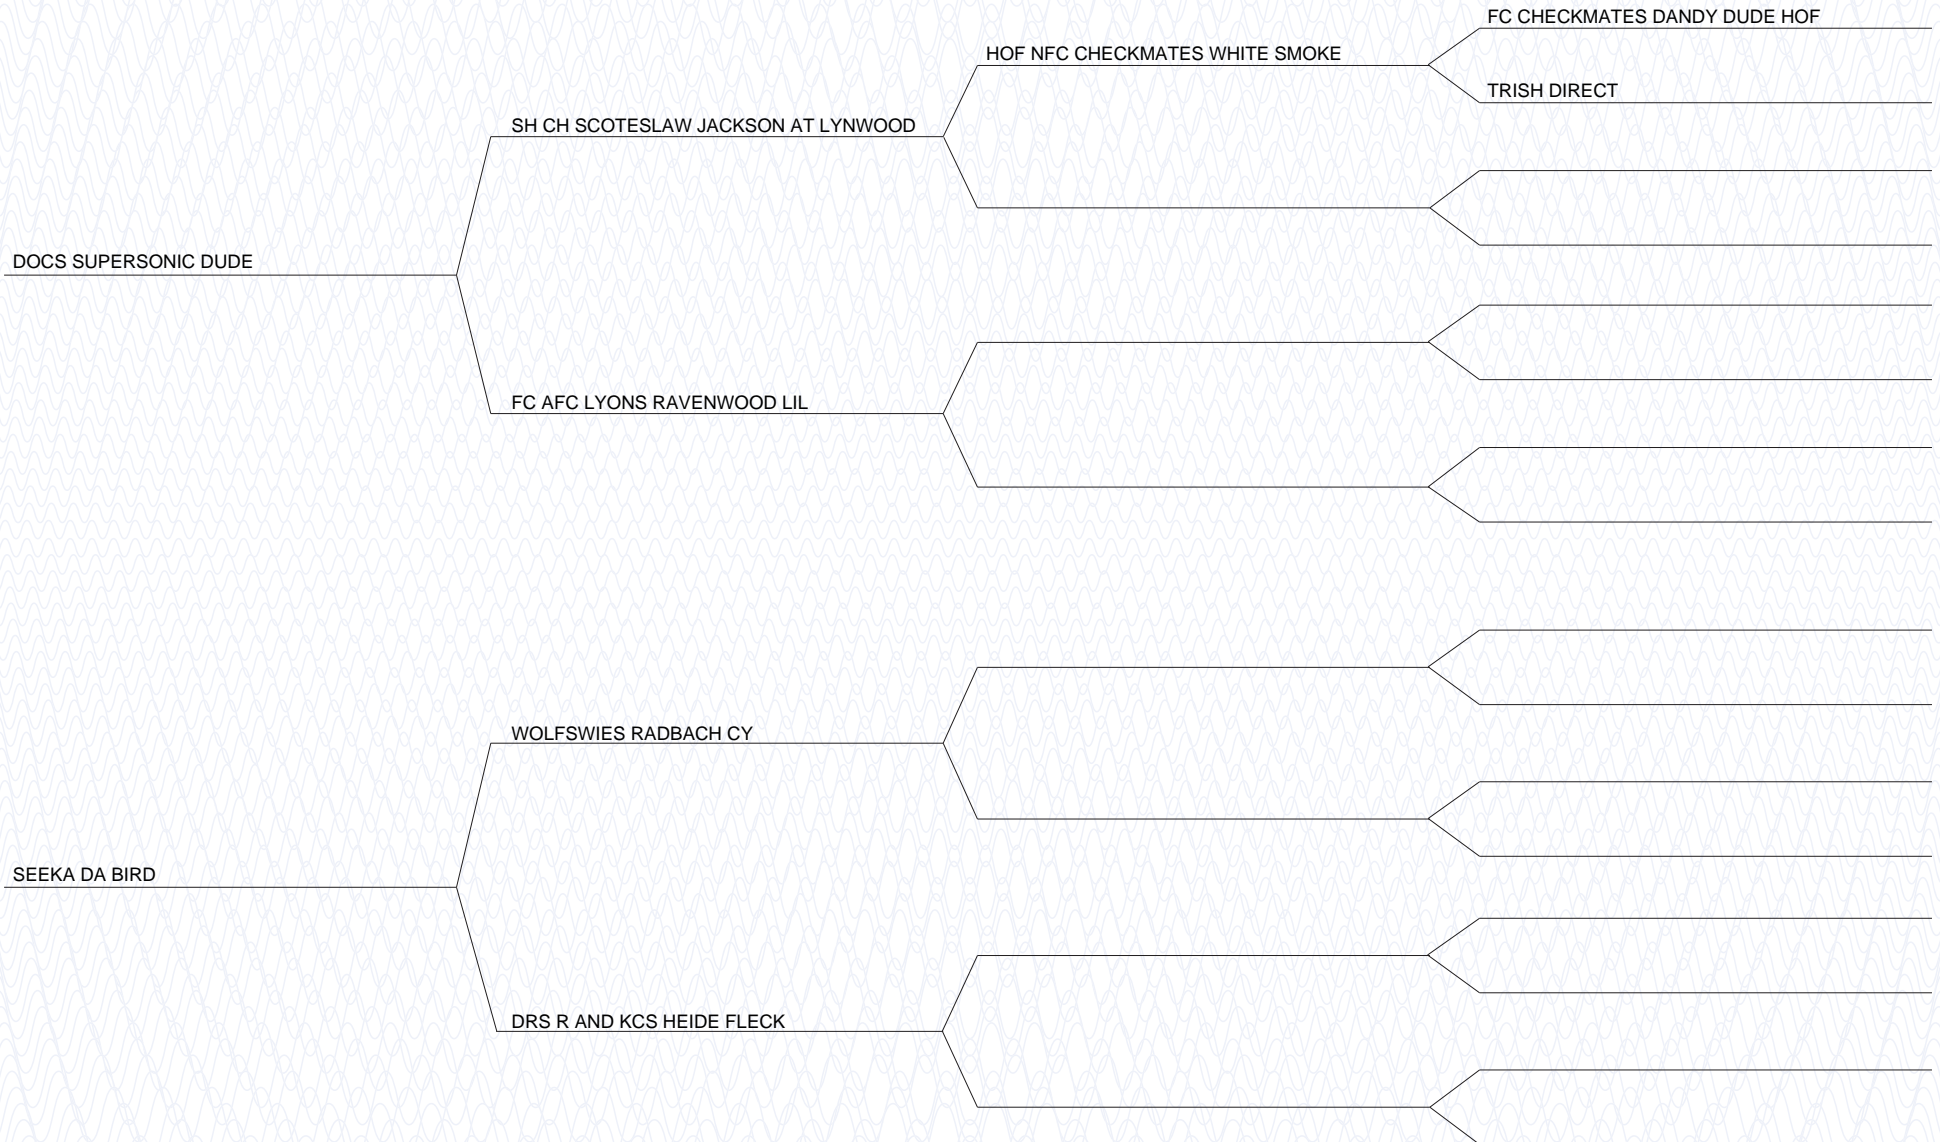 FC CHECKMATES DANDY DUDE HOF
HOF NFC CHECKMATES WHITE SMOKE
TRISH DIRECT
SH CH SCOTESLAW JACKSON AT LYNWOOD
DOCS SUPERSONIC DUDE
FC AFC LYONS RAVENWOOD LIL
WOLFSWIES RADBACH CY
SEEKA DA BIRD
DRS R AND KCS HEIDE FLECK